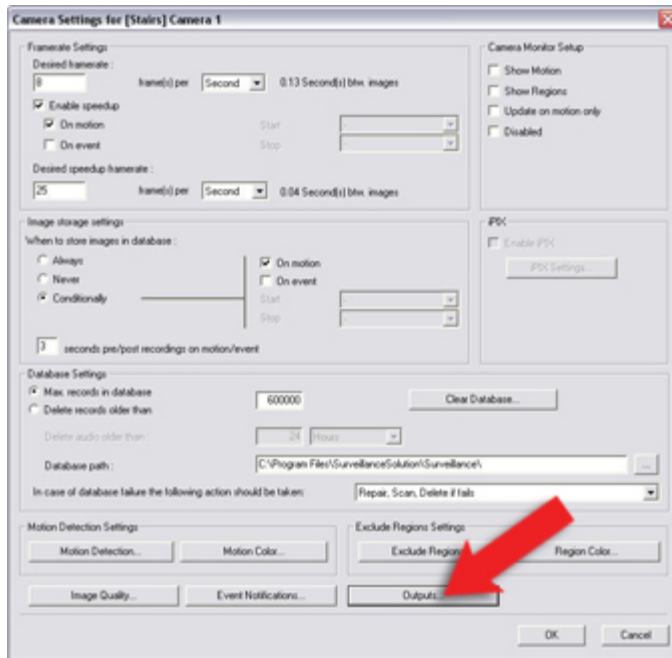 Camera Settings for [Stairs] Camera 1
Framerate Settings
Desired framerate :
8 frame(s) per Second 0.13 Second(s) btw. images
Enable speedup
On motion Start -
On event Stop -
Desired speedup framerate :
25 frame(s) per Second 0.04 Second(s) btw. images
Camera Monitor Setup
Show Motion
Show Regions
Update on motion only
Disabled
Image storage settings
When to store images in database :
Always
Never
Conditionally
On motion
On event
Start -
Stop -
3 seconds pre/post recordings on motion/event
iPIX
Enable iPIX
iPIX Settings...
Database Settings
Max. records in database 600000 Clear Database...
Delete records older than
Delete audio older than : 24 Hours
Database path : C:\Program Files\SurveillanceSolution\Surveillance\ ...
In case of database failure the following action should be taken: Repair, Scan, Delete if fails
Motion Detection Settings
Motion Detection... Motion Color...
Exclude Regions Settings
Exclude Region Region Color...
Image Quality... Event Notifications... Outputs...
OK Cancel